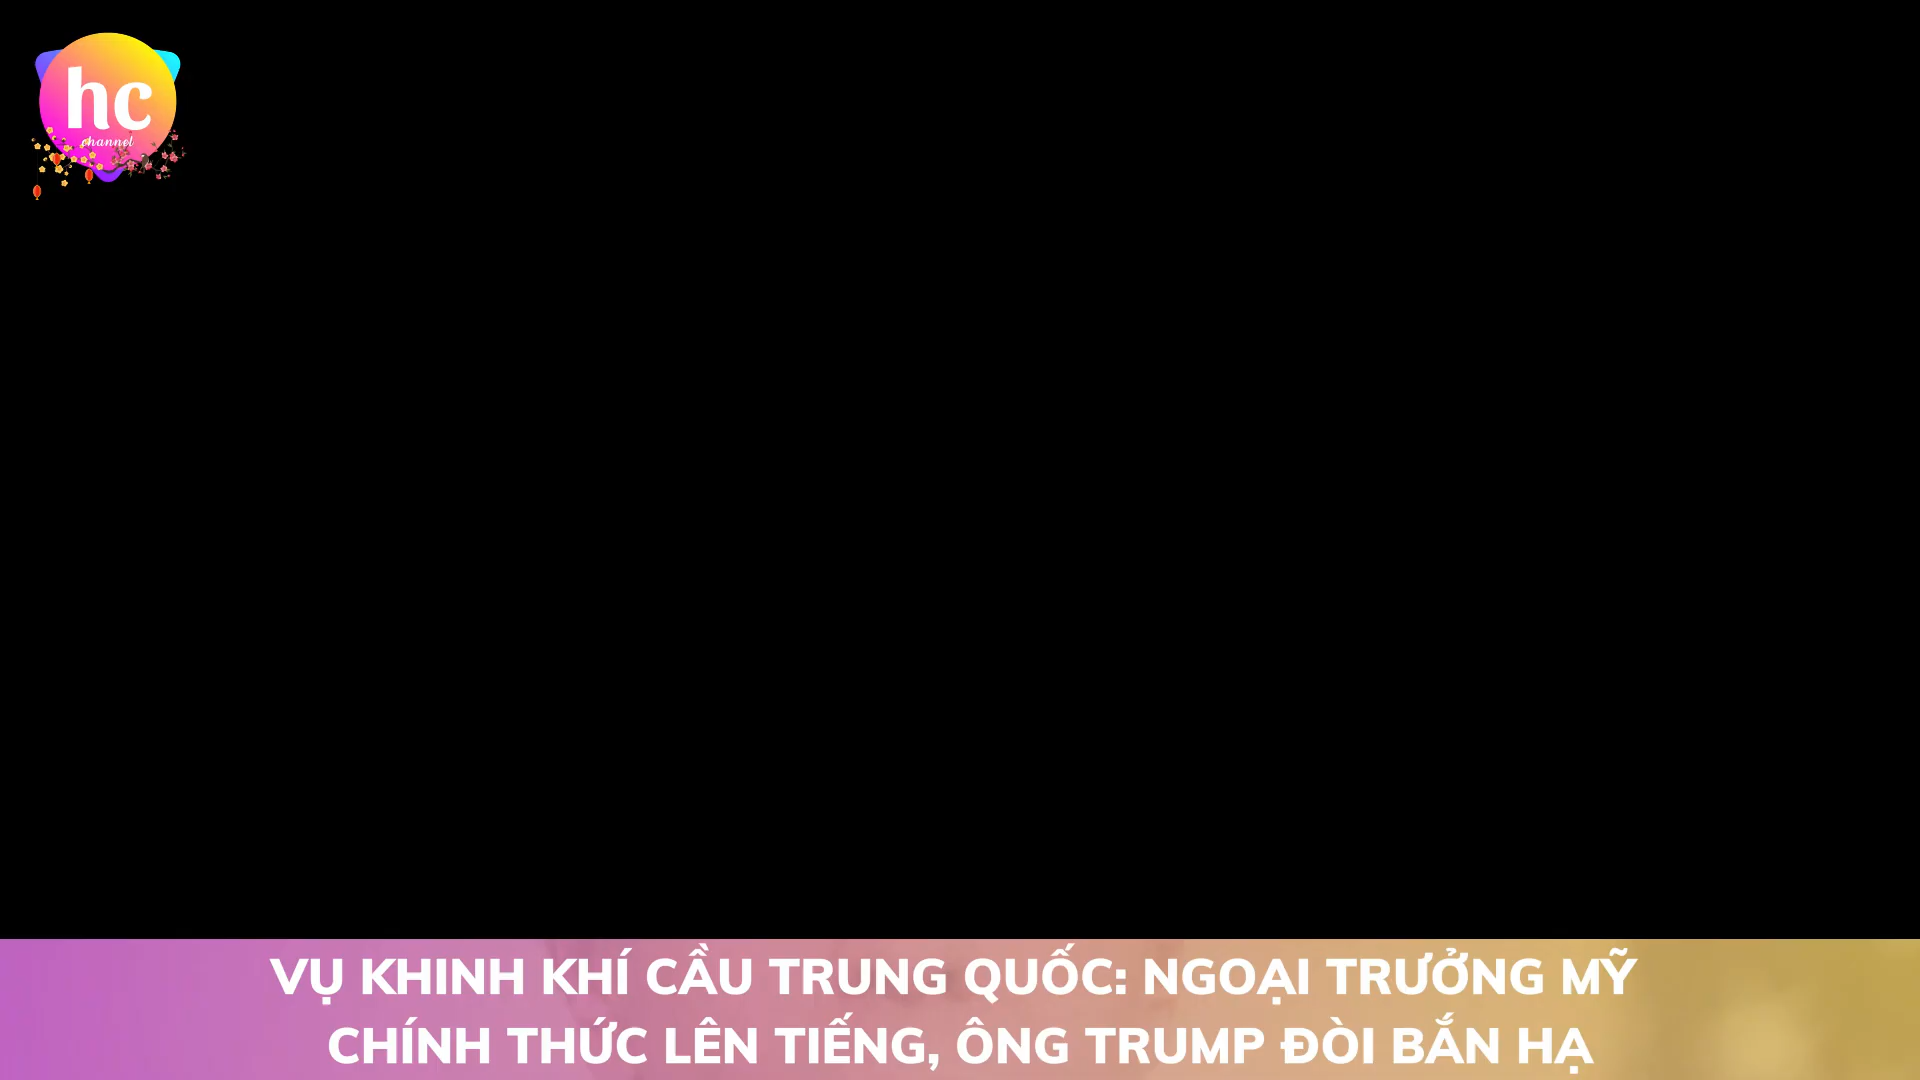 hc
channel
VỤ KHINH KHÍ CẦU TRUNG QUỐC: NGOẠI TRƯỞNG MỸ
CHÍNH THỨC LÊN TIẾNG, ÔNG TRUMP ĐÒI BẮN HẠ